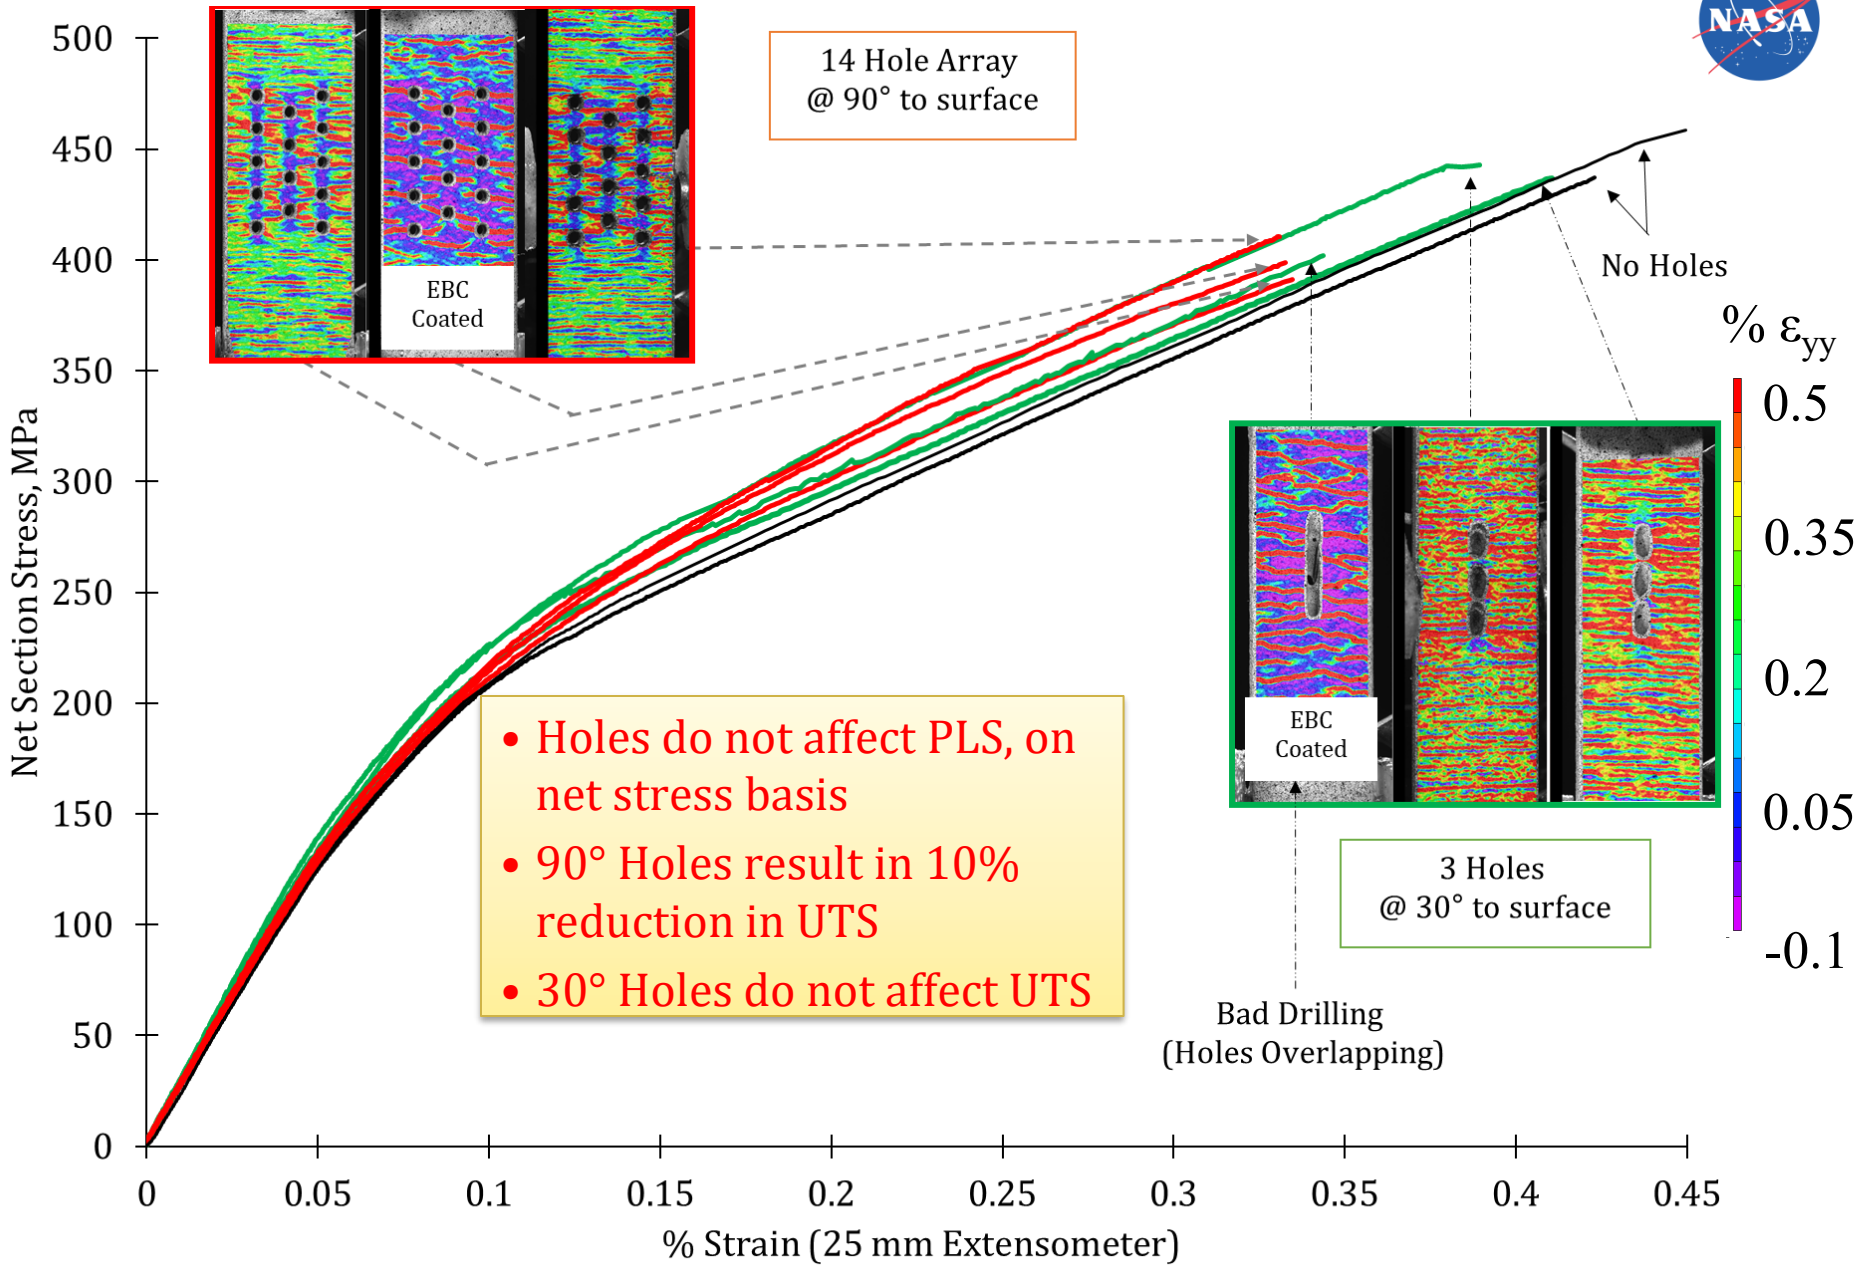 NASA
14 Hole Array
@ 90° to surface
EBC
Coated
No Holes
% εyy
0.5
0.35
0.2
0.05
-0.1
EBC
Coated
3 Holes
@ 30° to surface
Bad Drilling
(Holes Overlapping)
• Holes do not affect PLS, on
net stress basis
• 90° Holes result in 10%
reduction in UTS
• 30° Holes do not affect UTS
Net Section Stress, MPa
500
450
400
350
300
250
200
150
100
50
0
0 0.05 0.1 0.15 0.2 0.25 0.3 0.35 0.4 0.45
% Strain (25 mm Extensometer)